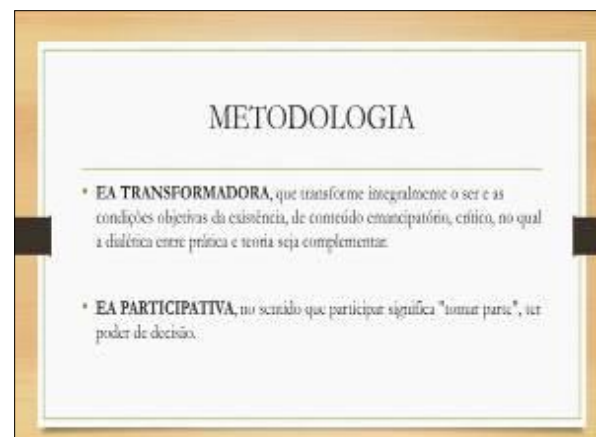 METODOLOGIA
• EA TRANSFORMADORA, que transforme integralmente o ser e as
condições objetivas da existência, de conteúdo emancipatório, crítico, no qual
a dialética entre prática e teoria seja complementar.
• EA PARTICIPATIVA, no sentido que participar significa "tomar parte", ter
poder de decisão.